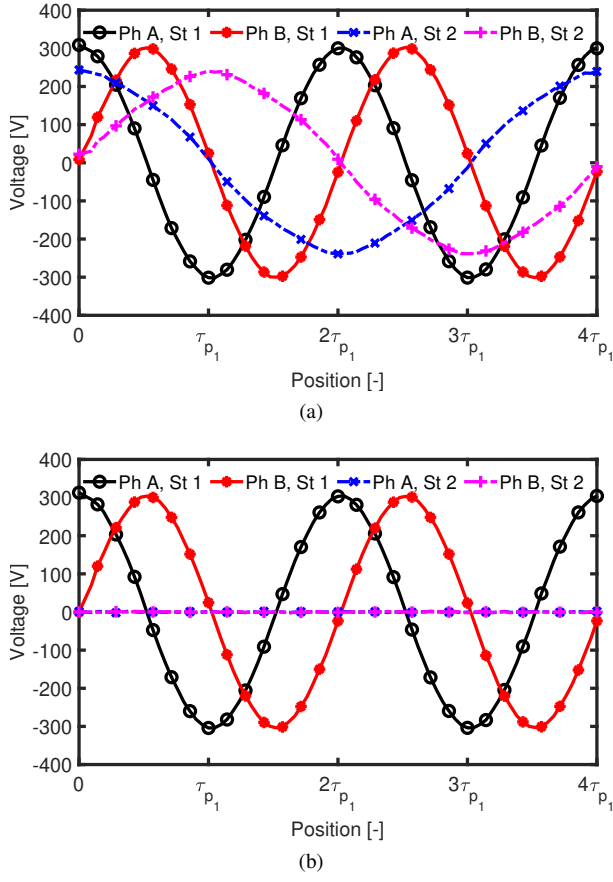 400
Ph A, St 1 Ph B, St 1 Ph A, St 2 Ph B, St 2
300
200
100
0
-100
-200
-300
-400
Voltage [V]
0 τp1 2τp1 3τp1 4τp1
Position [-]
(a)
400
Ph A, St 1 Ph B, St 1 Ph A, St 2 Ph B, St 2
300
200
100
0
-100
-200
-300
-400
Voltage [V]
0 τp1 2τp1 3τp1 4τp1
Position [-]
(b)